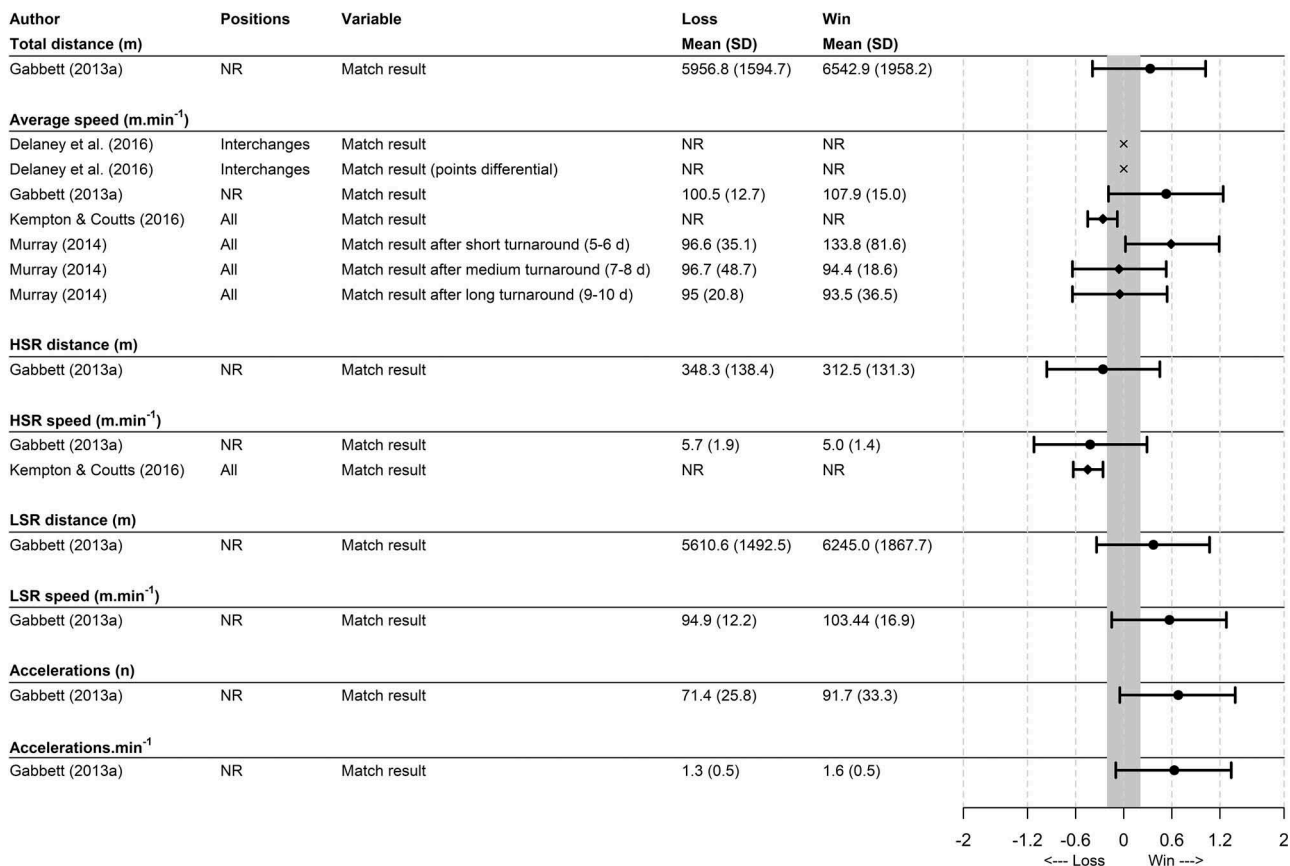 Author Positions Variable Loss Win
Total distance (m) Mean (SD) Mean (SD)
Gabbett (2013a) NR Match result 5956.8 (1594.7) 6542.9 (1958.2)
Average speed (m.min-1)
Delaney et al. (2016) Interchanges Match result NR NR
Delaney et al. (2016) Interchanges Match result (points differential) NR NR
Gabbett (2013a) NR Match result 100.5 (12.7) 107.9 (15.0)
Kempton & Coutts (2016) All Match result NR NR
Murray (2014) All Match result after short turnaround (5-6 d) 96.6 (35.1) 133.8 (81.6)
Murray (2014) All Match result after medium turnaround (7-8 d) 96.7 (48.7) 94.4 (18.6)
Murray (2014) All Match result after long turnaround (9-10 d) 95 (20.8) 93.5 (36.5)
HSR distance (m)
Gabbett (2013a) NR Match result 348.3 (138.4) 312.5 (131.3)
HSR speed (m.min-1)
Gabbett (2013a) NR Match result 5.7 (1.9) 5.0 (1.4)
Kempton & Coutts (2016) All Match result NR NR
LSR distance (m)
Gabbett (2013a) NR Match result 5610.6 (1492.5) 6245.0 (1867.7)
LSR speed (m.min-1)
Gabbett (2013a) NR Match result 94.9 (12.2) 103.44 (16.9)
Accelerations (n)
Gabbett (2013a) NR Match result 71.4 (25.8) 91.7 (33.3)
Accelerations.min-1
Gabbett (2013a) NR Match result 1.3 (0.5) 1.6 (0.5)
-2 -1.2 -0.6 0 0.6 1.2 2
<--- Loss Win --->